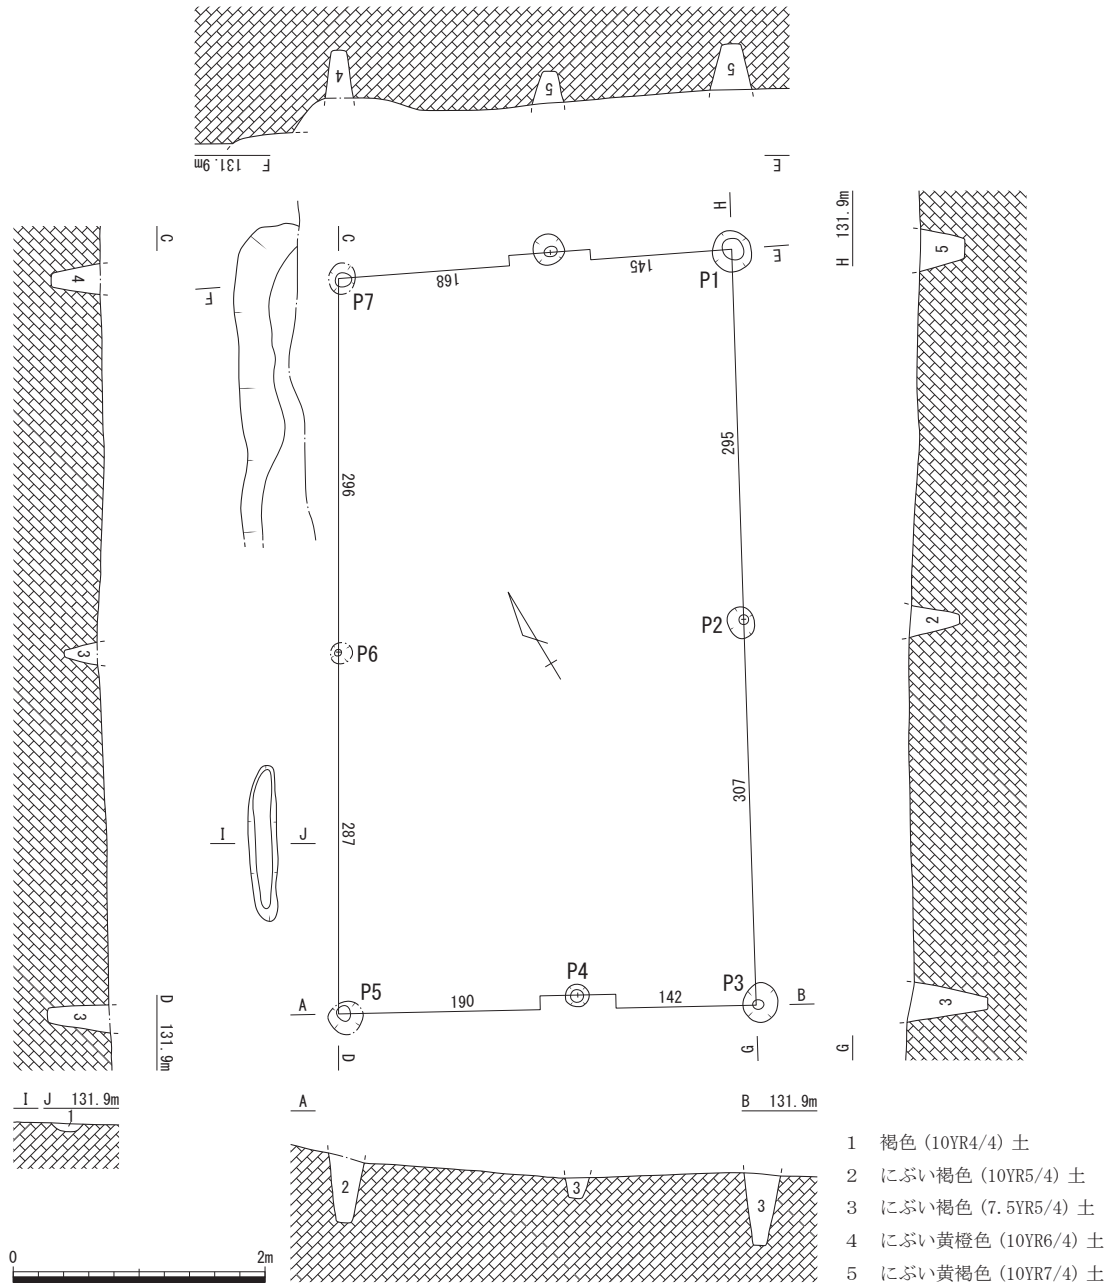 4
5
5
F 131.9m
E
C
H
H 131.9m
E
F
P7
168
145
P1
4
5
295
296
P2
2
P6
3
307
287
I
J
P5
P4
P3
A
190
142
B
3
3
D
131.9m
D
G
G
I J 131.9m
1
A
B 131.9m
2
3
3
1 褐色 (10YR4/4) 土
2 にぶい褐色 (10YR5/4) 土
3 にぶい褐色 (7.5YR5/4) 土
4 にぶい黄橙色 (10YR6/4) 土
5 にぶい黄褐色 (10YR7/4) 土
0
2m
C